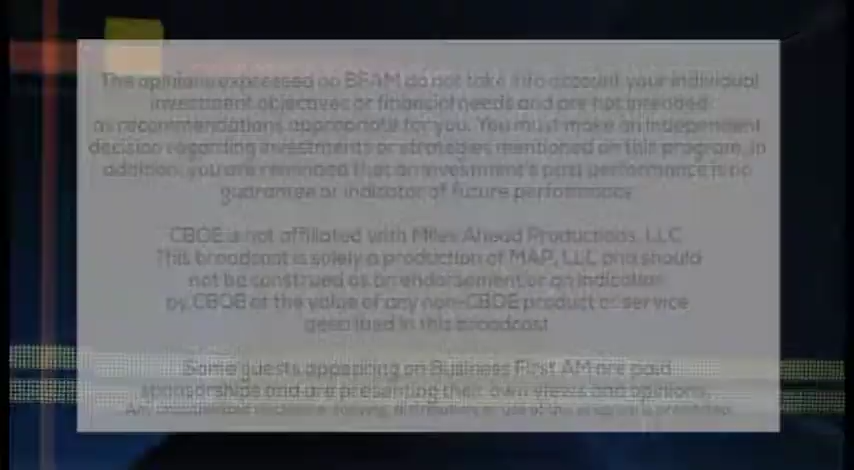 The opinions expressed on BFAM do not take into account your individual
investment objectives or financial needs and are not intended
as recommendations appropriate for you. You must make an independent
decision regarding investments or strategies mentioned on this program. In
addition, you are reminded that an investment's past performance is no
guarantee or indicator of future performance.
CBOE is not affiliated with Miles Ahead Productions, LLC
This broadcast is solely a production of MAP, LLC and should
not be construed as an endorsement or an indication
by CBOE of the value of any non-CBOE product or service
described in this broadcast
Some guests appearing on Business First AM are paid
sponsorships and are presenting their own views and opinions.